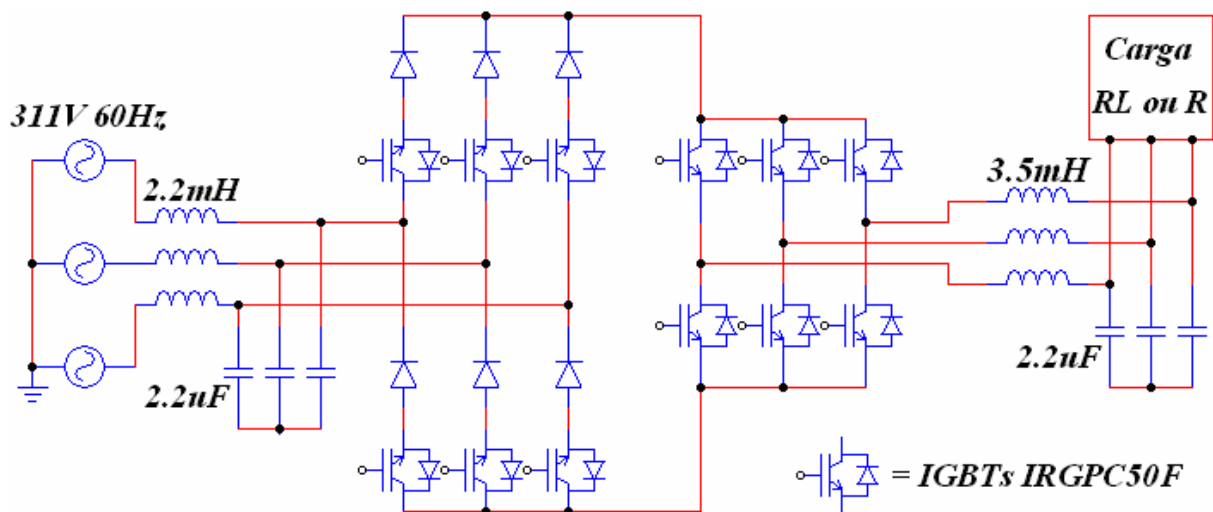 Carga
RL ou R
311V 60Hz
2.2mH
3.5mH
2.2uF
2.2uF
= IGBTs IRGPC50F